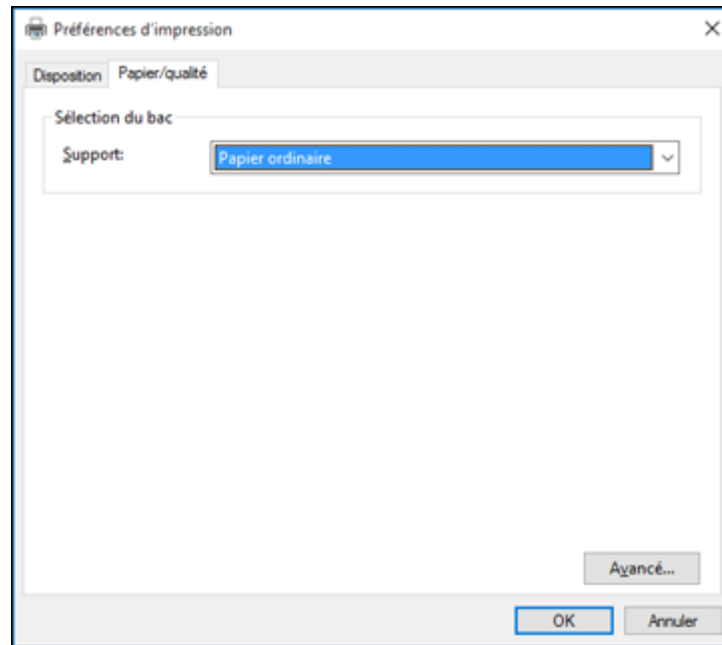 Préférences d'impression
Disposition Papier/qualité
Sélection du bac
Support: Papier ordinaire
Avancé...
OK Annuler